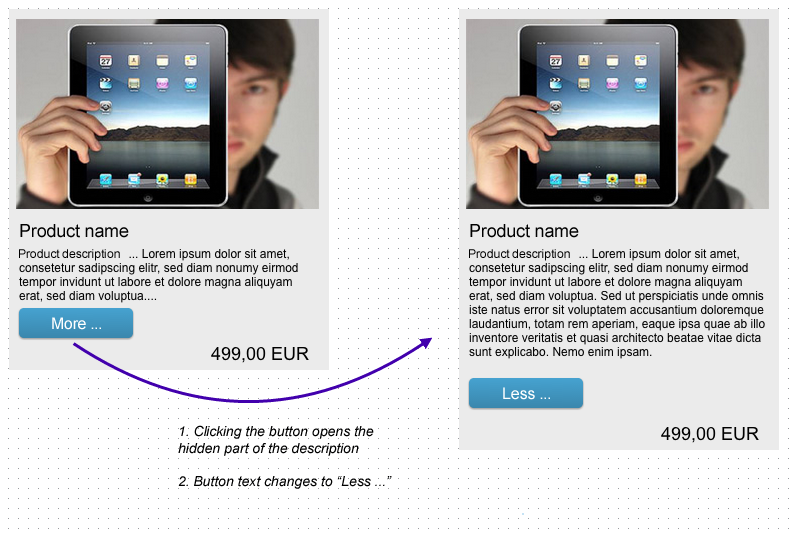 Product name
Product description ... Lorem ipsum dolor sit amet,
consetetur sadipscing elitr, sed diam nonumy eirmod
tempor invidunt ut labore et dolore magna aliquyam
erat, sed diam voluptua....
More ...
499,00 EUR
Product name
Product description ... Lorem ipsum dolor sit amet,
consetetur sadipscing elitr, sed diam nonumy eirmod
tempor invidunt ut labore et dolore magna aliquyam
erat, sed diam voluptua. Sed ut perspiciatis unde omnis
iste natus error sit voluptatem accusantium doloremque
laudantium, totam rem aperiam, eaque ipsa quae ab illo
inventore veritatis et quasi architecto beatae vitae dicta
sunt explicabo. Nemo enim ipsam.
Less ...
499,00 EUR
1. Clicking the button opens the
hidden part of the description
2. Button text changes to “Less ...”